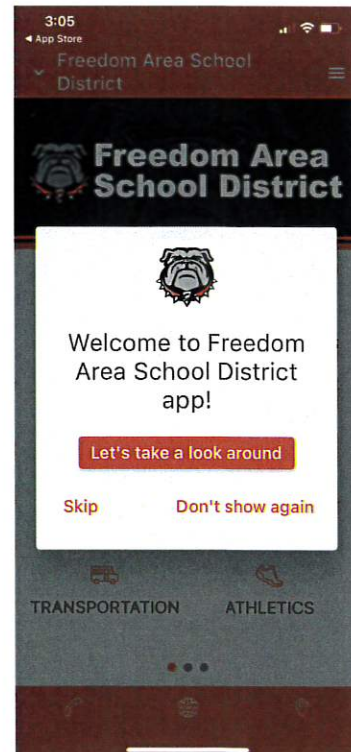 3:05
◀ App Store
Freedom Area School
District
Freedom Area
School District
Welcome to Freedom
Area School District
app!
Let's take a look around
Skip
Don't show again
TRANSPORTATION
ATHLETICS